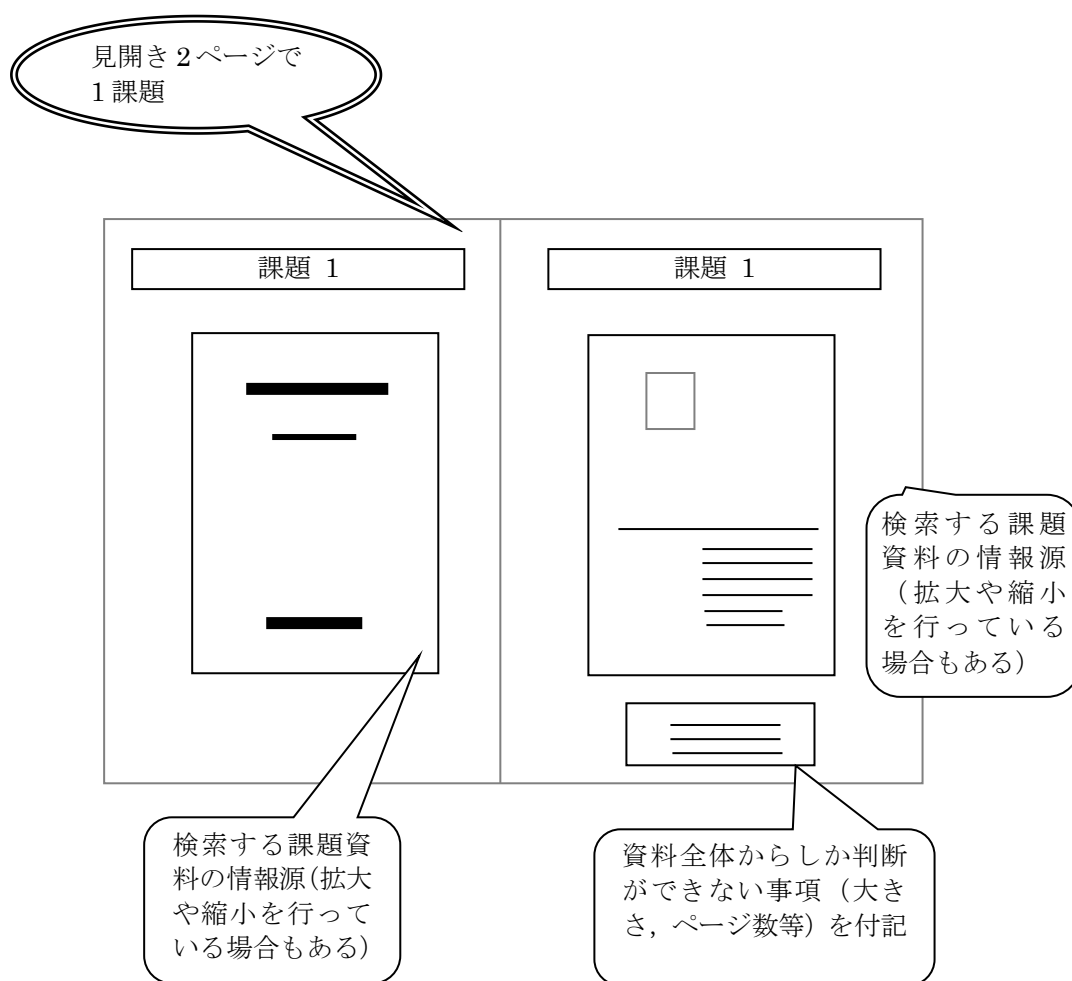 見開き2ページで
1課題
課題 1
課題 1
検索する課題
資料の情報源
（拡大や縮小
を行っている
場合もある）
検索する課題資
料の情報源（拡大
や縮小を行って
いる場合もある）
資料全体からしか判断
ができない事項（大き
さ，ページ数等）を付記